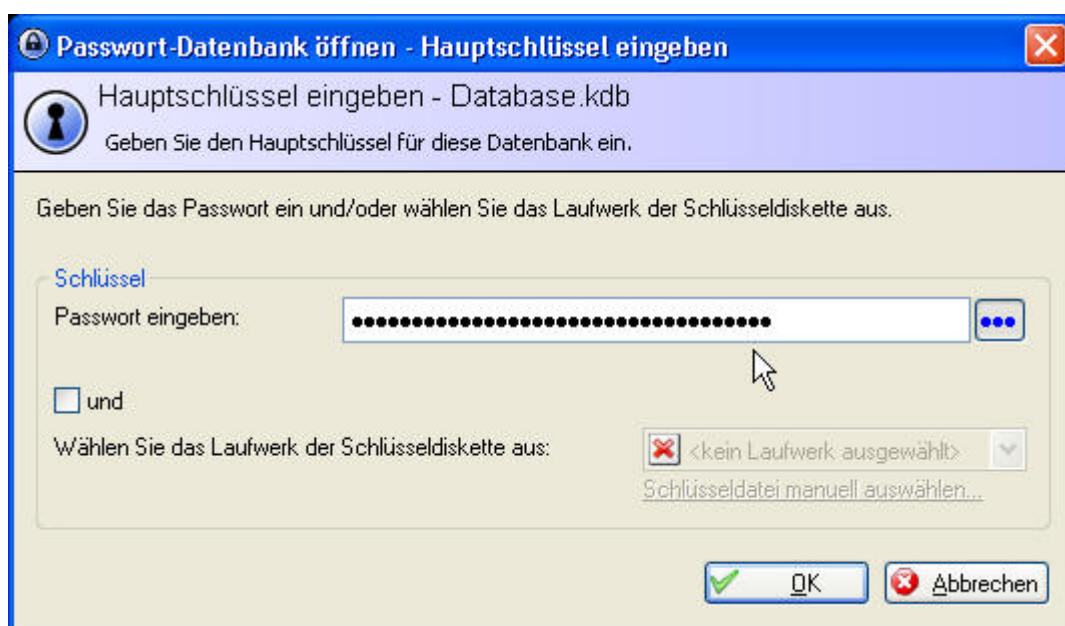 Passwort-Datenbank öffnen - Hauptschlüssel eingeben
Hauptschlüssel eingeben - Database.kdb
Geben Sie den Hauptschlüssel für diese Datenbank ein.
Geben Sie das Passwort ein und/oder wählen Sie das Laufwerk der Schlüsseldiskette aus.
Schlüssel
Passwort eingeben: ●●●●●●●●●●●●●●●●●●●●●●●●●●●●●●●●●●● ●●●
und
Wählen Sie das Laufwerk der Schlüsseldiskette aus: <kein Laufwerk ausgewählt>
Schlüsseldatei manuell auswählen...
OK Abbrechen